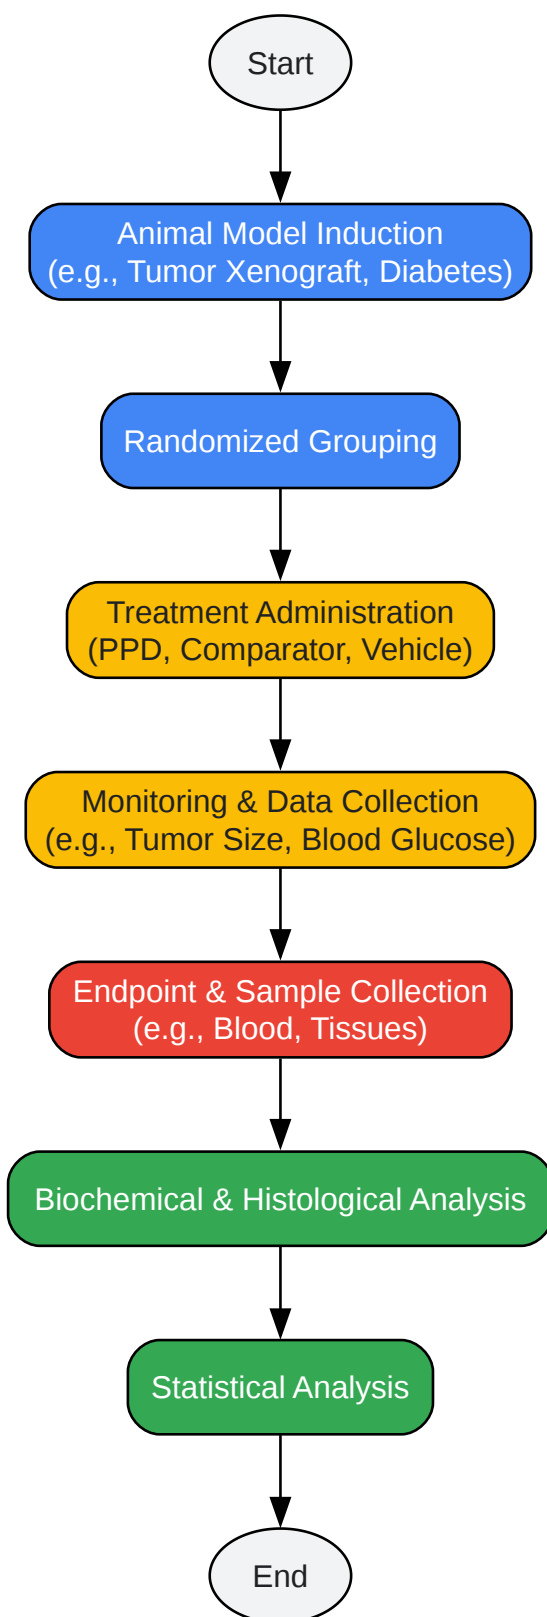 Start
Animal Model Induction
(e.g., Tumor Xenograft, Diabetes)
Randomized Grouping
Treatment Administration
(PPD, Comparator, Vehicle)
Monitoring & Data Collection
(e.g., Tumor Size, Blood Glucose)
Endpoint & Sample Collection
(e.g., Blood, Tissues)
Biochemical & Histological Analysis
Statistical Analysis
End